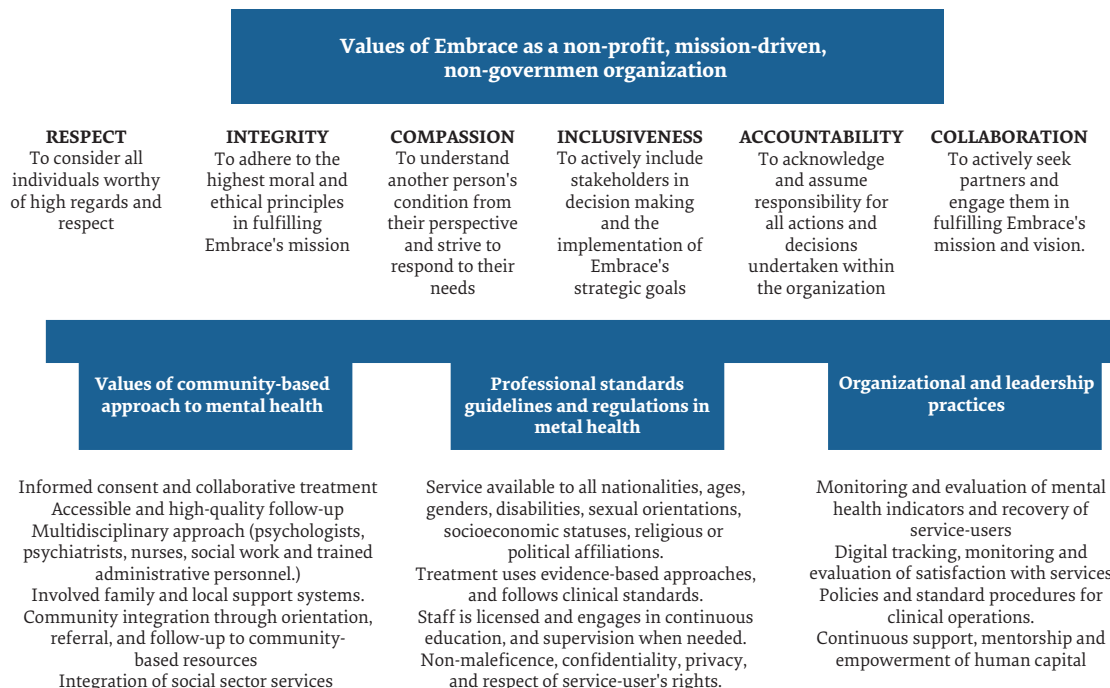 Values of Embrace as a non-profit, mission-driven,
non-governmen organization
RESPECT
To consider all
individuals worthy
of high regards and
respect
INTEGRITY
To adhere to the
highest moral and
ethical principles
in fulfilling
Embrace's mission
COMPASSION
To understand
another person's
condition from
their perspective
and strive to
respond to their
needs
INCLUSIVENESS
To actively include
stakeholders in
decision making
and the
implementation of
Embrace's
strategic goals
ACCOUNTABILITY
To acknowledge
and assume
responsibility for
all actions and
decisions
undertaken within
the organization
COLLABORATION
To actively seek
partners and
engage them in
fulfilling Embrace's
mission and vision.
Values of community-based
approach to mental health
Informed consent and collaborative treatment
Accessible and high-quality follow-up
Multidisciplinary approach (psychologists,
psychiatrists, nurses, social work and trained
administrative personnel.)
Involved family and local support systems.
Community integration through orientation,
referral, and follow-up to community-
based resources
Integration of social sector services
Professional standards
guidelines and regulations in
metal health
Service available to all nationalities, ages,
genders, disabilities, sexual orientations,
socioeconomic statuses, religious or
political affiliations.
Treatment uses evidence-based approaches,
and follows clinical standards.
Staff is licensed and engages in continuous
education, and supervision when needed.
Non-maleficence, confidentiality, privacy,
and respect of service-user's rights.
Organizational and leadership
practices
Monitoring and evaluation of mental
health indicators and recovery of
service-users
Digital tracking, monitoring and
evaluation of satisfaction with services
Policies and standard procedures for
clinical operations.
Continuous support, mentorship and
empowerment of human capital